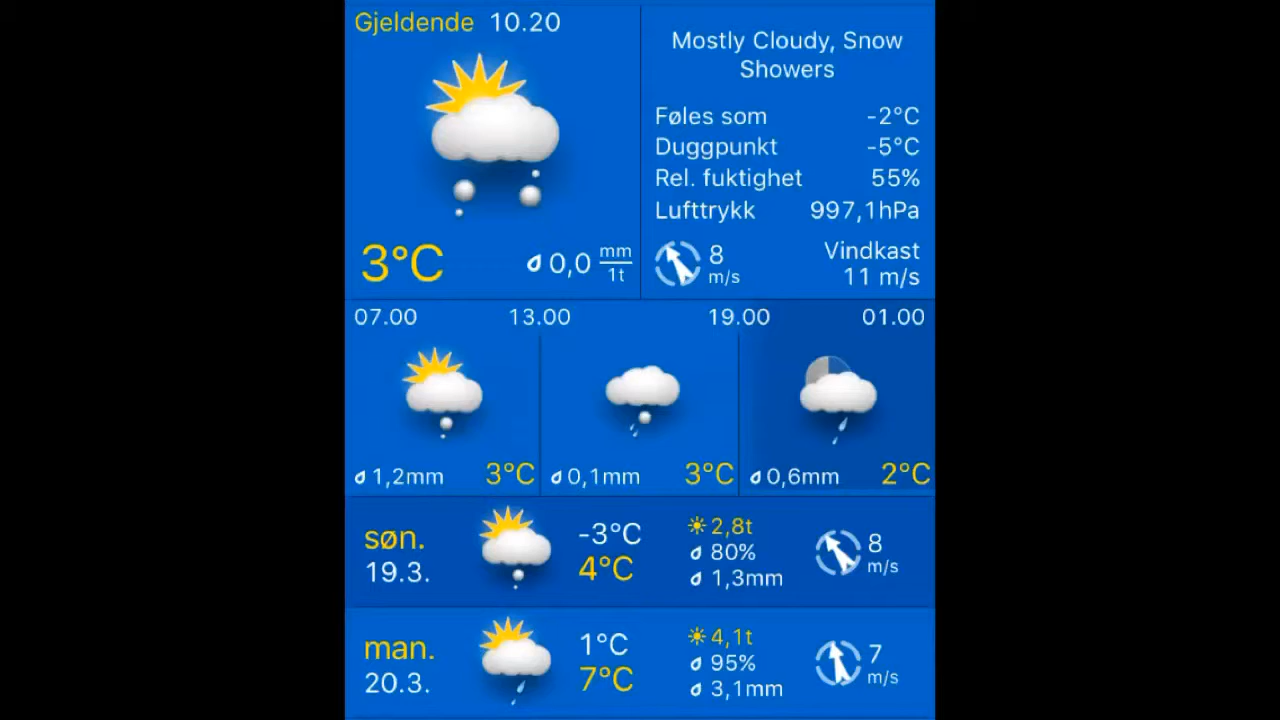 Gjeldende 10.20
Mostly Cloudy, Snow
Showers
Føles som -2°C
Duggpunkt -5°C
Rel. fuktighet 55%
Lufttrykk 997,1hPa
3°C 0,0 mm
1t
8
m/s
Vindkast
11 m/s
07.00 13.00 19.00 01.00
1,2mm 3°C 0,1mm 3°C 0,6mm 2°C
søn.
19.3.
-3°C
4°C
2,8t
80%
1,3mm
8
m/s
man.
20.3.
1°C
7°C
4,1t
95%
3,1mm
7
m/s